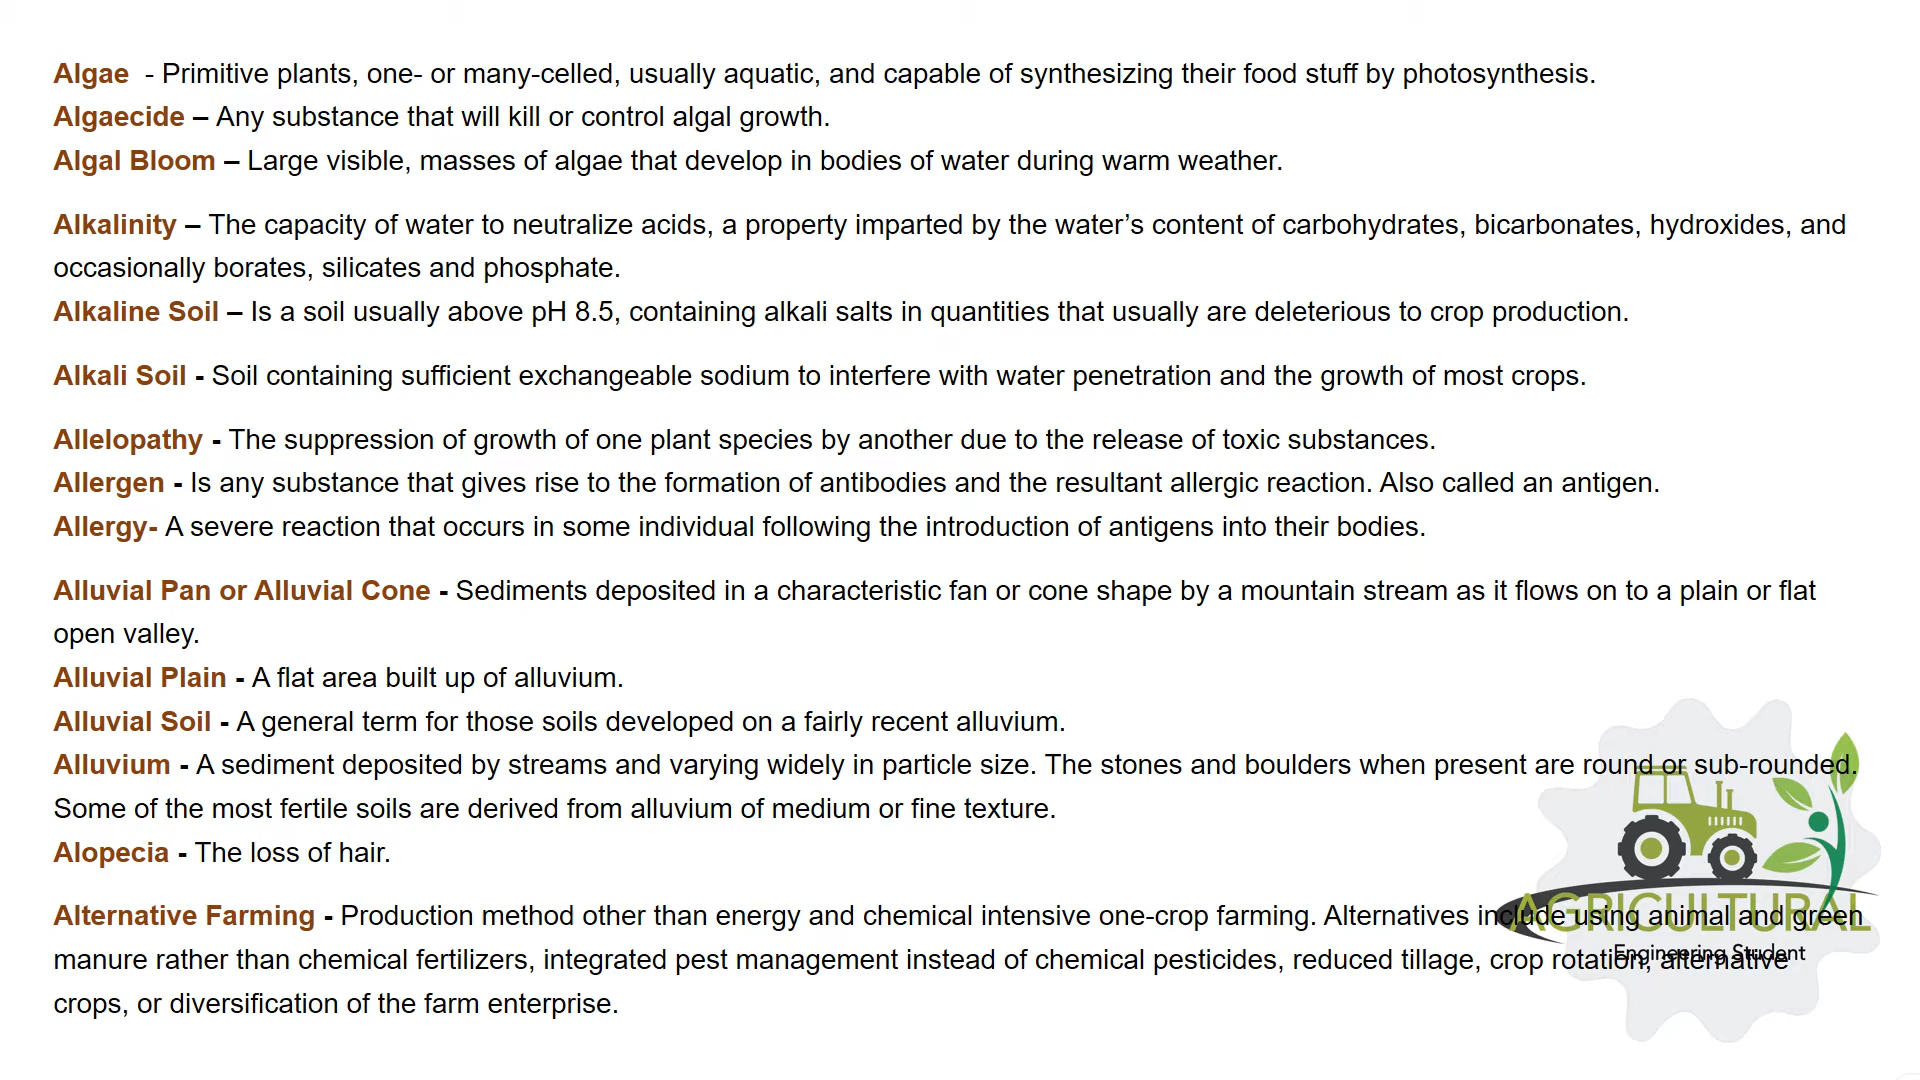 Algae  - Primitive plants, one- or many-celled, usually aquatic, and capable of synthesizing their food stuff by photosynthesis.
Algaecide – Any substance that will kill or control algal growth.
Algal Bloom – Large visible, masses of algae that develop in bodies of water during warm weather.
Alkalinity – The capacity of water to neutralize acids, a property imparted by the water’s content of carbohydrates, bicarbonates, hydroxides, and
occasionally borates, silicates and phosphate.
Alkaline Soil – Is a soil usually above pH 8.5, containing alkali salts in quantities that usually are deleterious to crop production.
Alkali Soil - Soil containing sufficient exchangeable sodium to interfere with water penetration and the growth of most crops.
Allelopathy - The suppression of growth of one plant species by another due to the release of toxic substances.
Allergen - Is any substance that gives rise to the formation of antibodies and the resultant allergic reaction. Also called an antigen.
Allergy- A severe reaction that occurs in some individual following the introduction of antigens into their bodies.
Alluvial Pan or Alluvial Cone - Sediments deposited in a characteristic fan or cone shape by a mountain stream as it flows on to a plain or flat
open valley.
Alluvial Plain - A flat area built up of alluvium.
Alluvial Soil - A general term for those soils developed on a fairly recent alluvium.
Alluvium - A sediment deposited by streams and varying widely in particle size. The stones and boulders when present are round or sub-rounded.
Some of the most fertile soils are derived from alluvium of medium or fine texture.
Alopecia - The loss of hair.
Alternative Farming - Production method other than energy and chemical intensive one-crop farming. Alternatives include using animal and green
manure rather than chemical fertilizers, integrated pest management instead of chemical pesticides, reduced tillage, crop rotation, alternative
crops, or diversification of the farm enterprise.
AGRICULTURAL
Engineering Student